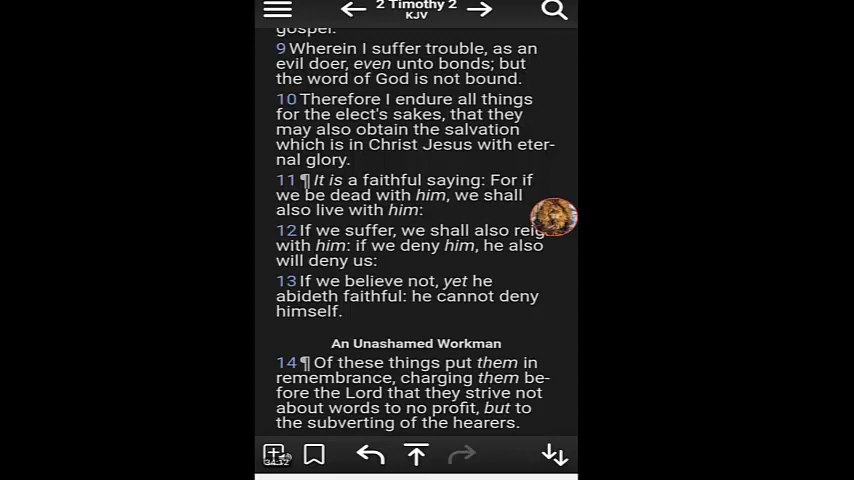 2 Timothy 2
KJV
gospel.
9 Wherein I suffer trouble, as an
evil doer, even unto bonds; but
the word of God is not bound.
10 Therefore I endure all things
for the elect's sakes, that they
may also obtain the salvation
which is in Christ Jesus with eter-
nal glory.
11 ¶ It is a faithful saying: For if
we be dead with him, we shall
also live with him:
12 If we suffer, we shall also reig
with him: if we deny him, he also
will deny us:
13 If we believe not, yet he
abideth faithful: he cannot deny
himself.
An Unashamed Workman
14 ¶ Of these things put them in
remembrance, charging them be-
fore the Lord that they strive not
about words to no profit, but to
the subverting of the hearers.